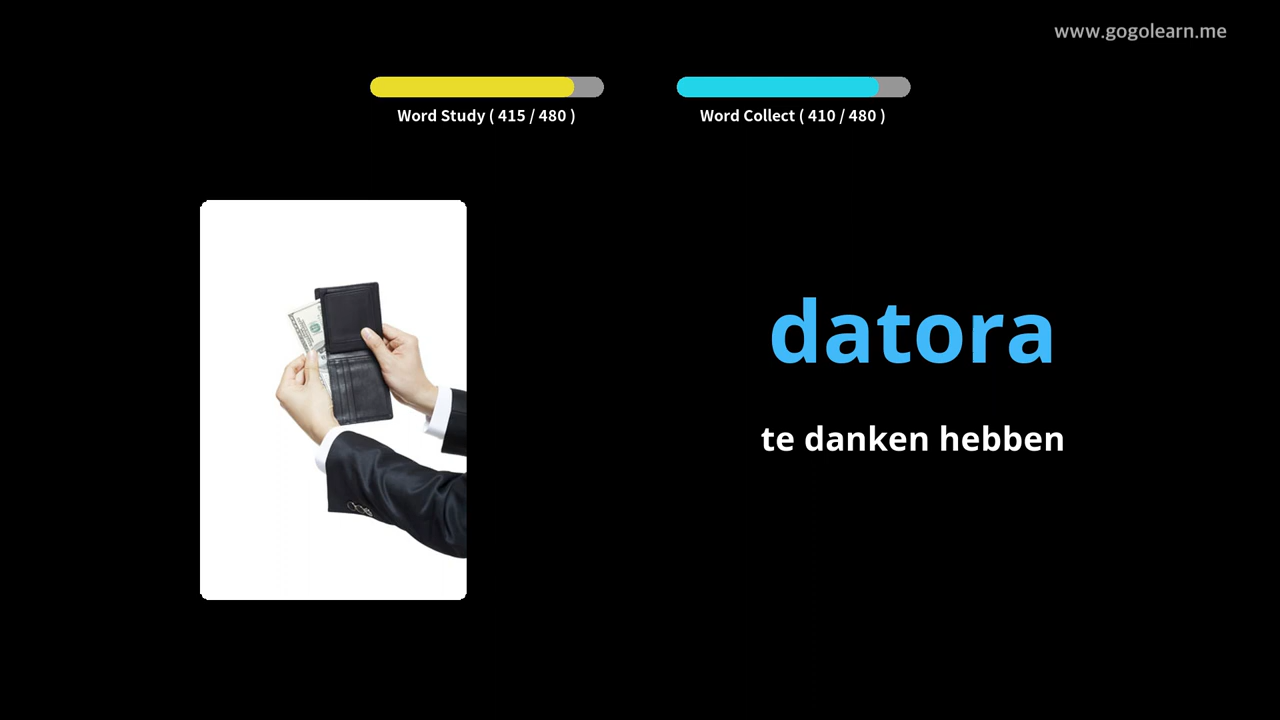 www.gogolearn.me
Word Study ( 415 / 480 )
Word Collect ( 410 / 480 )
datora
te danken hebben